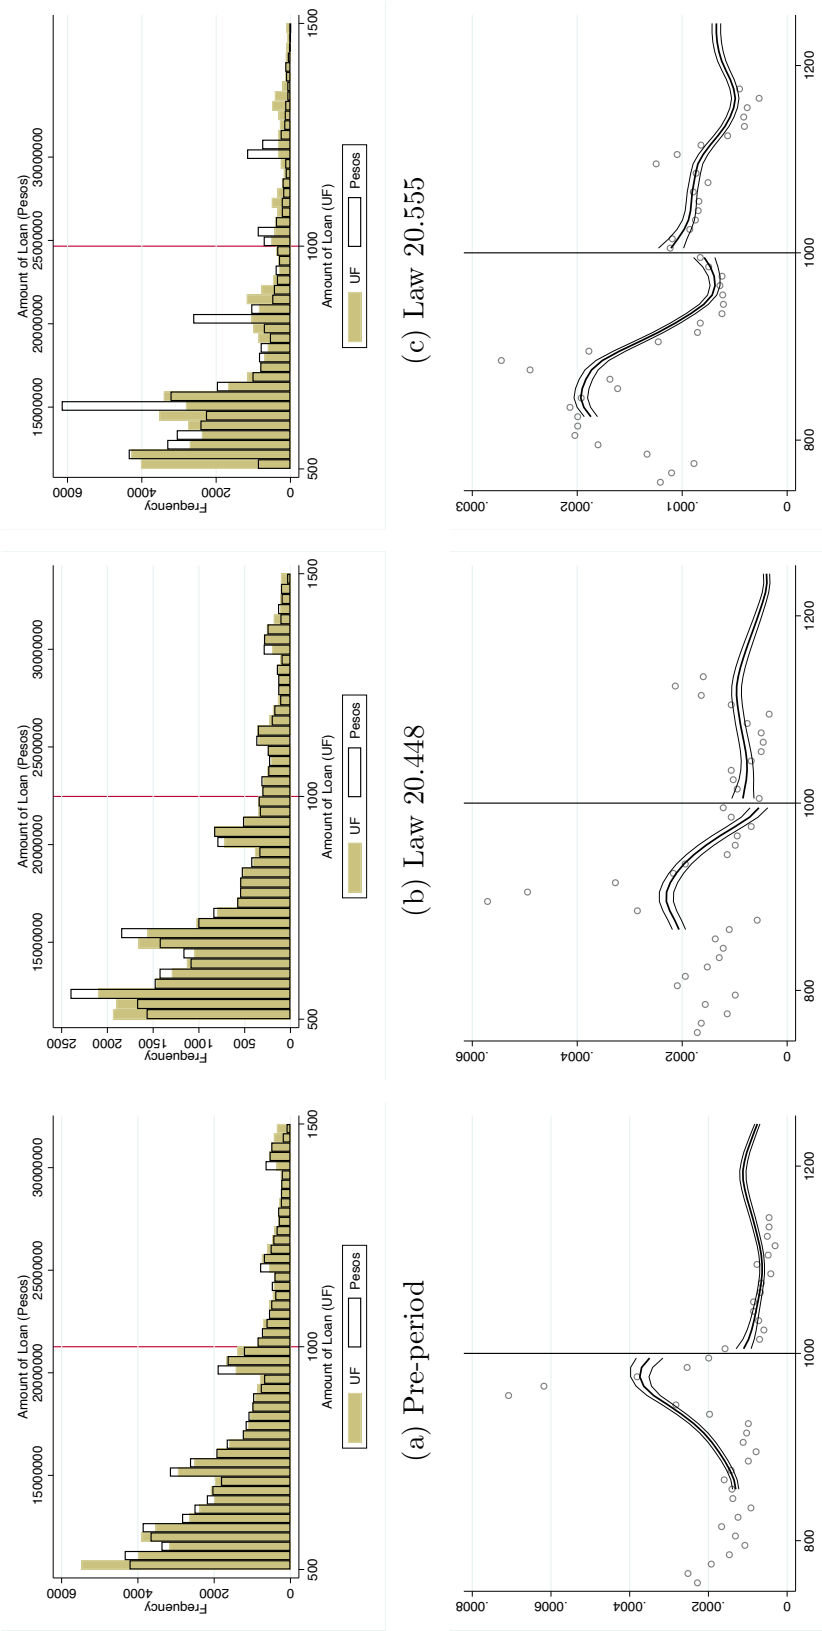 Amount of Loan (Pesos)
15000000 20000000 25000000 30000000
Frequency
6000
4000
2000
0
500 1000 1500
Amount of Loan (UF)
UF Pesos
(a) Pre-period
.0008
.0006
.0004
.0002
0
800 1000 1200
Amount of Loan (Pesos)
15000000 20000000 25000000 30000000
Frequency
2500
2000
1500
1000
500
0
500 1000 1500
Amount of Loan (UF)
UF Pesos
(b) Law 20.448
.0006
.0004
.0002
0
800 1000 1200
Amount of Loan (Pesos)
15000000 20000000 25000000 30000000
Frequency
6000
4000
2000
0
500 1000 1500
Amount of Loan (UF)
UF Pesos
(c) Law 20.555
.0003
.0002
.0001
0
800 1000 1200